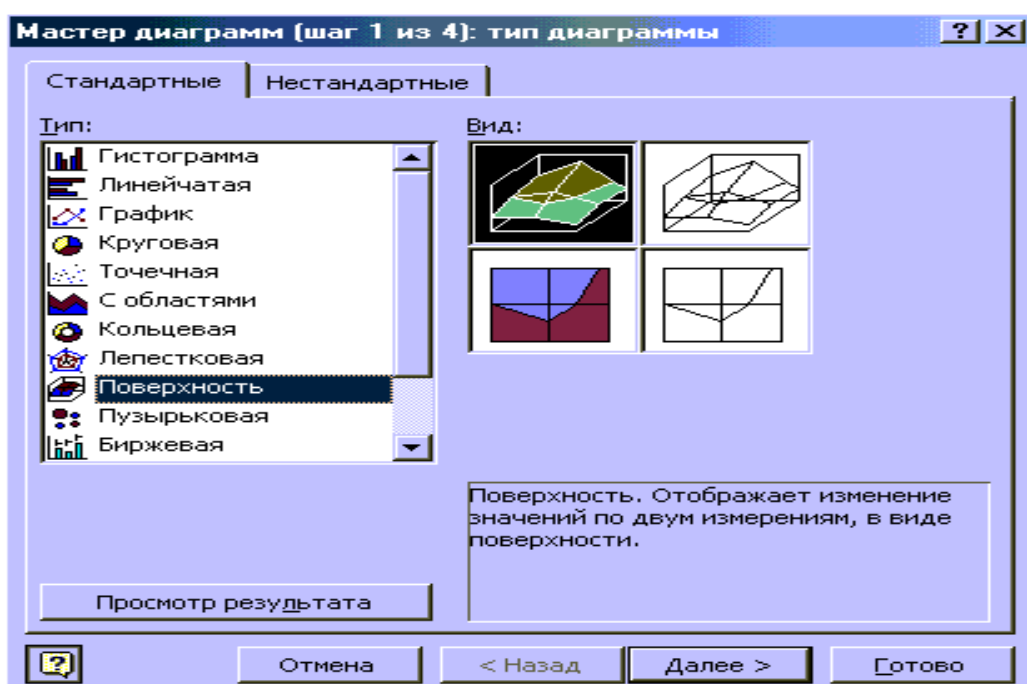 Мастер диаграмм (шаг 1 из 4): тип диаграммы
Стандартные
Нестандартные
Тип:
Гистограмма
Линейчатая
График
Круговая
Точечная
С областями
Кольцевая
Лепестковая
Поверхность
Пузырьковая
Биржевая
Вид:
Поверхность. Отображает изменение
значений по двум измерениям, в виде
поверхности.
Просмотр результата
Отмена
< Назад
Далее >
Готово